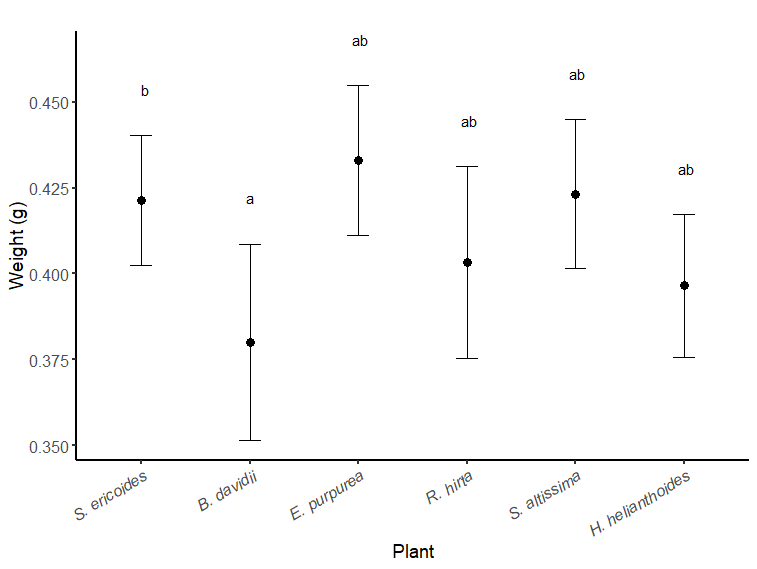 ab
ab
b
ab
ab
a
0.450
0.425
0.400
0.375
0.350
Weight (g)
S. ericoides
B. davidii
E. purpurea
R. hirta
S. altissima
H. helianthoides
Plant